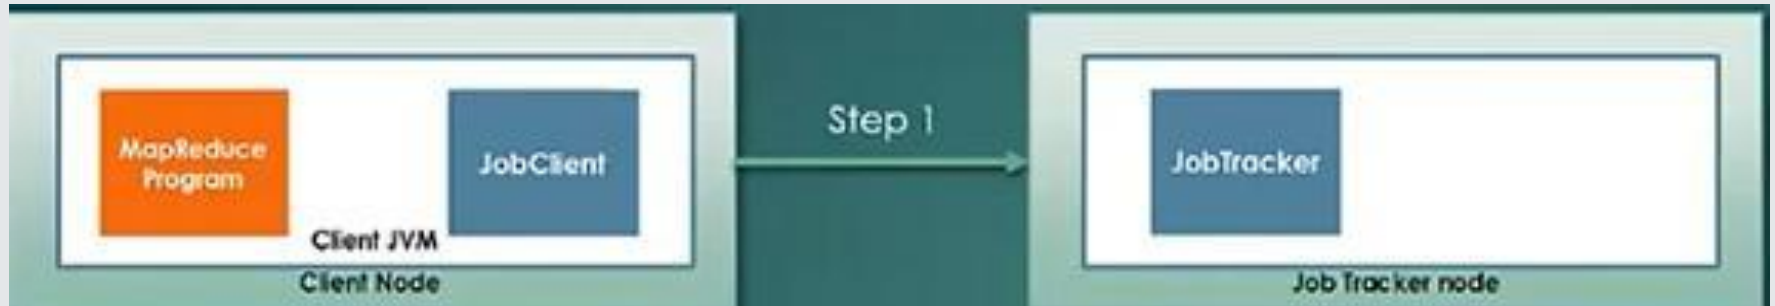 MapReduce
Program
JobClient
Client JVM
Client Node
Step 1
JobTracker
Job Tracker node